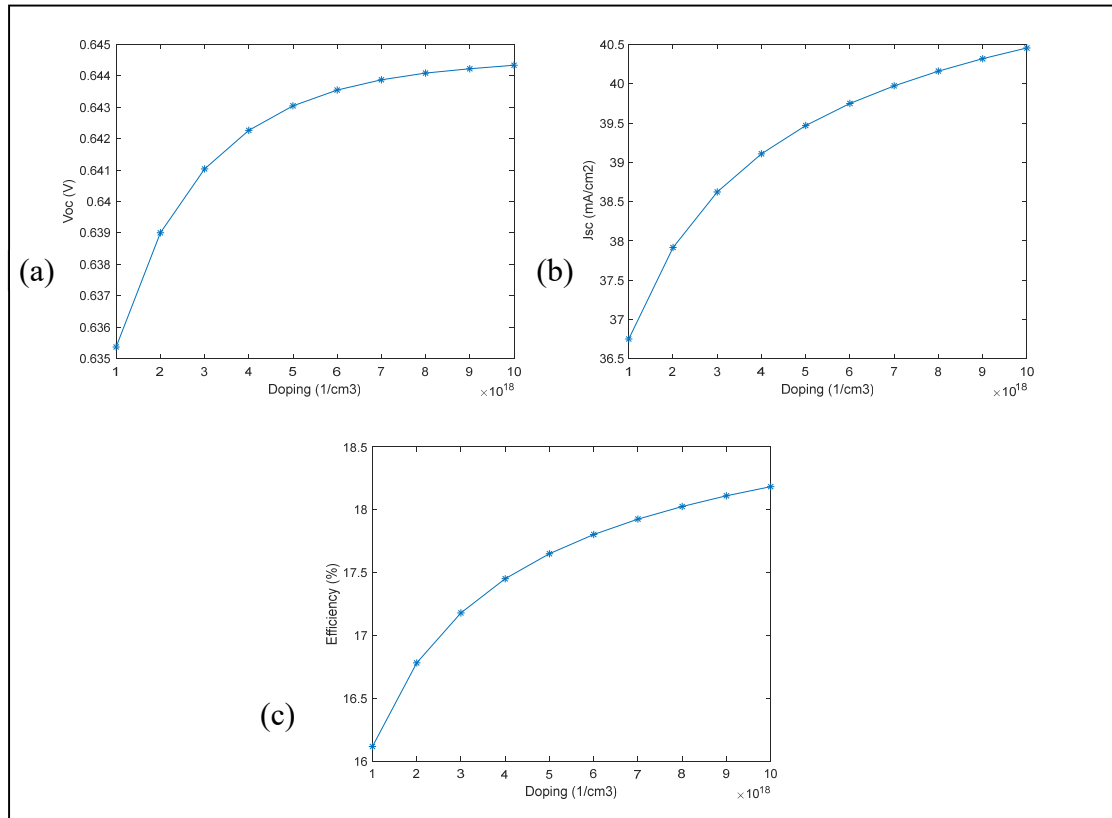 (a)
Voc (V)
0.645
0.644
0.643
0.642
0.641
0.64
0.639
0.638
0.637
0.636
0.635
1 2 3 4 5 6 7 8 9 10
Doping (1/cm3)
×10^18
(b)
Jsc (mA/cm2)
40.5
40
39.5
39
38.5
38
37.5
37
36.5
1 2 3 4 5 6 7 8 9 10
Doping (1/cm3)
×10^18
(c)
Efficiency (%)
18.5
18
17.5
17
16.5
16
1 2 3 4 5 6 7 8 9 10
Doping (1/cm3)
×10^18